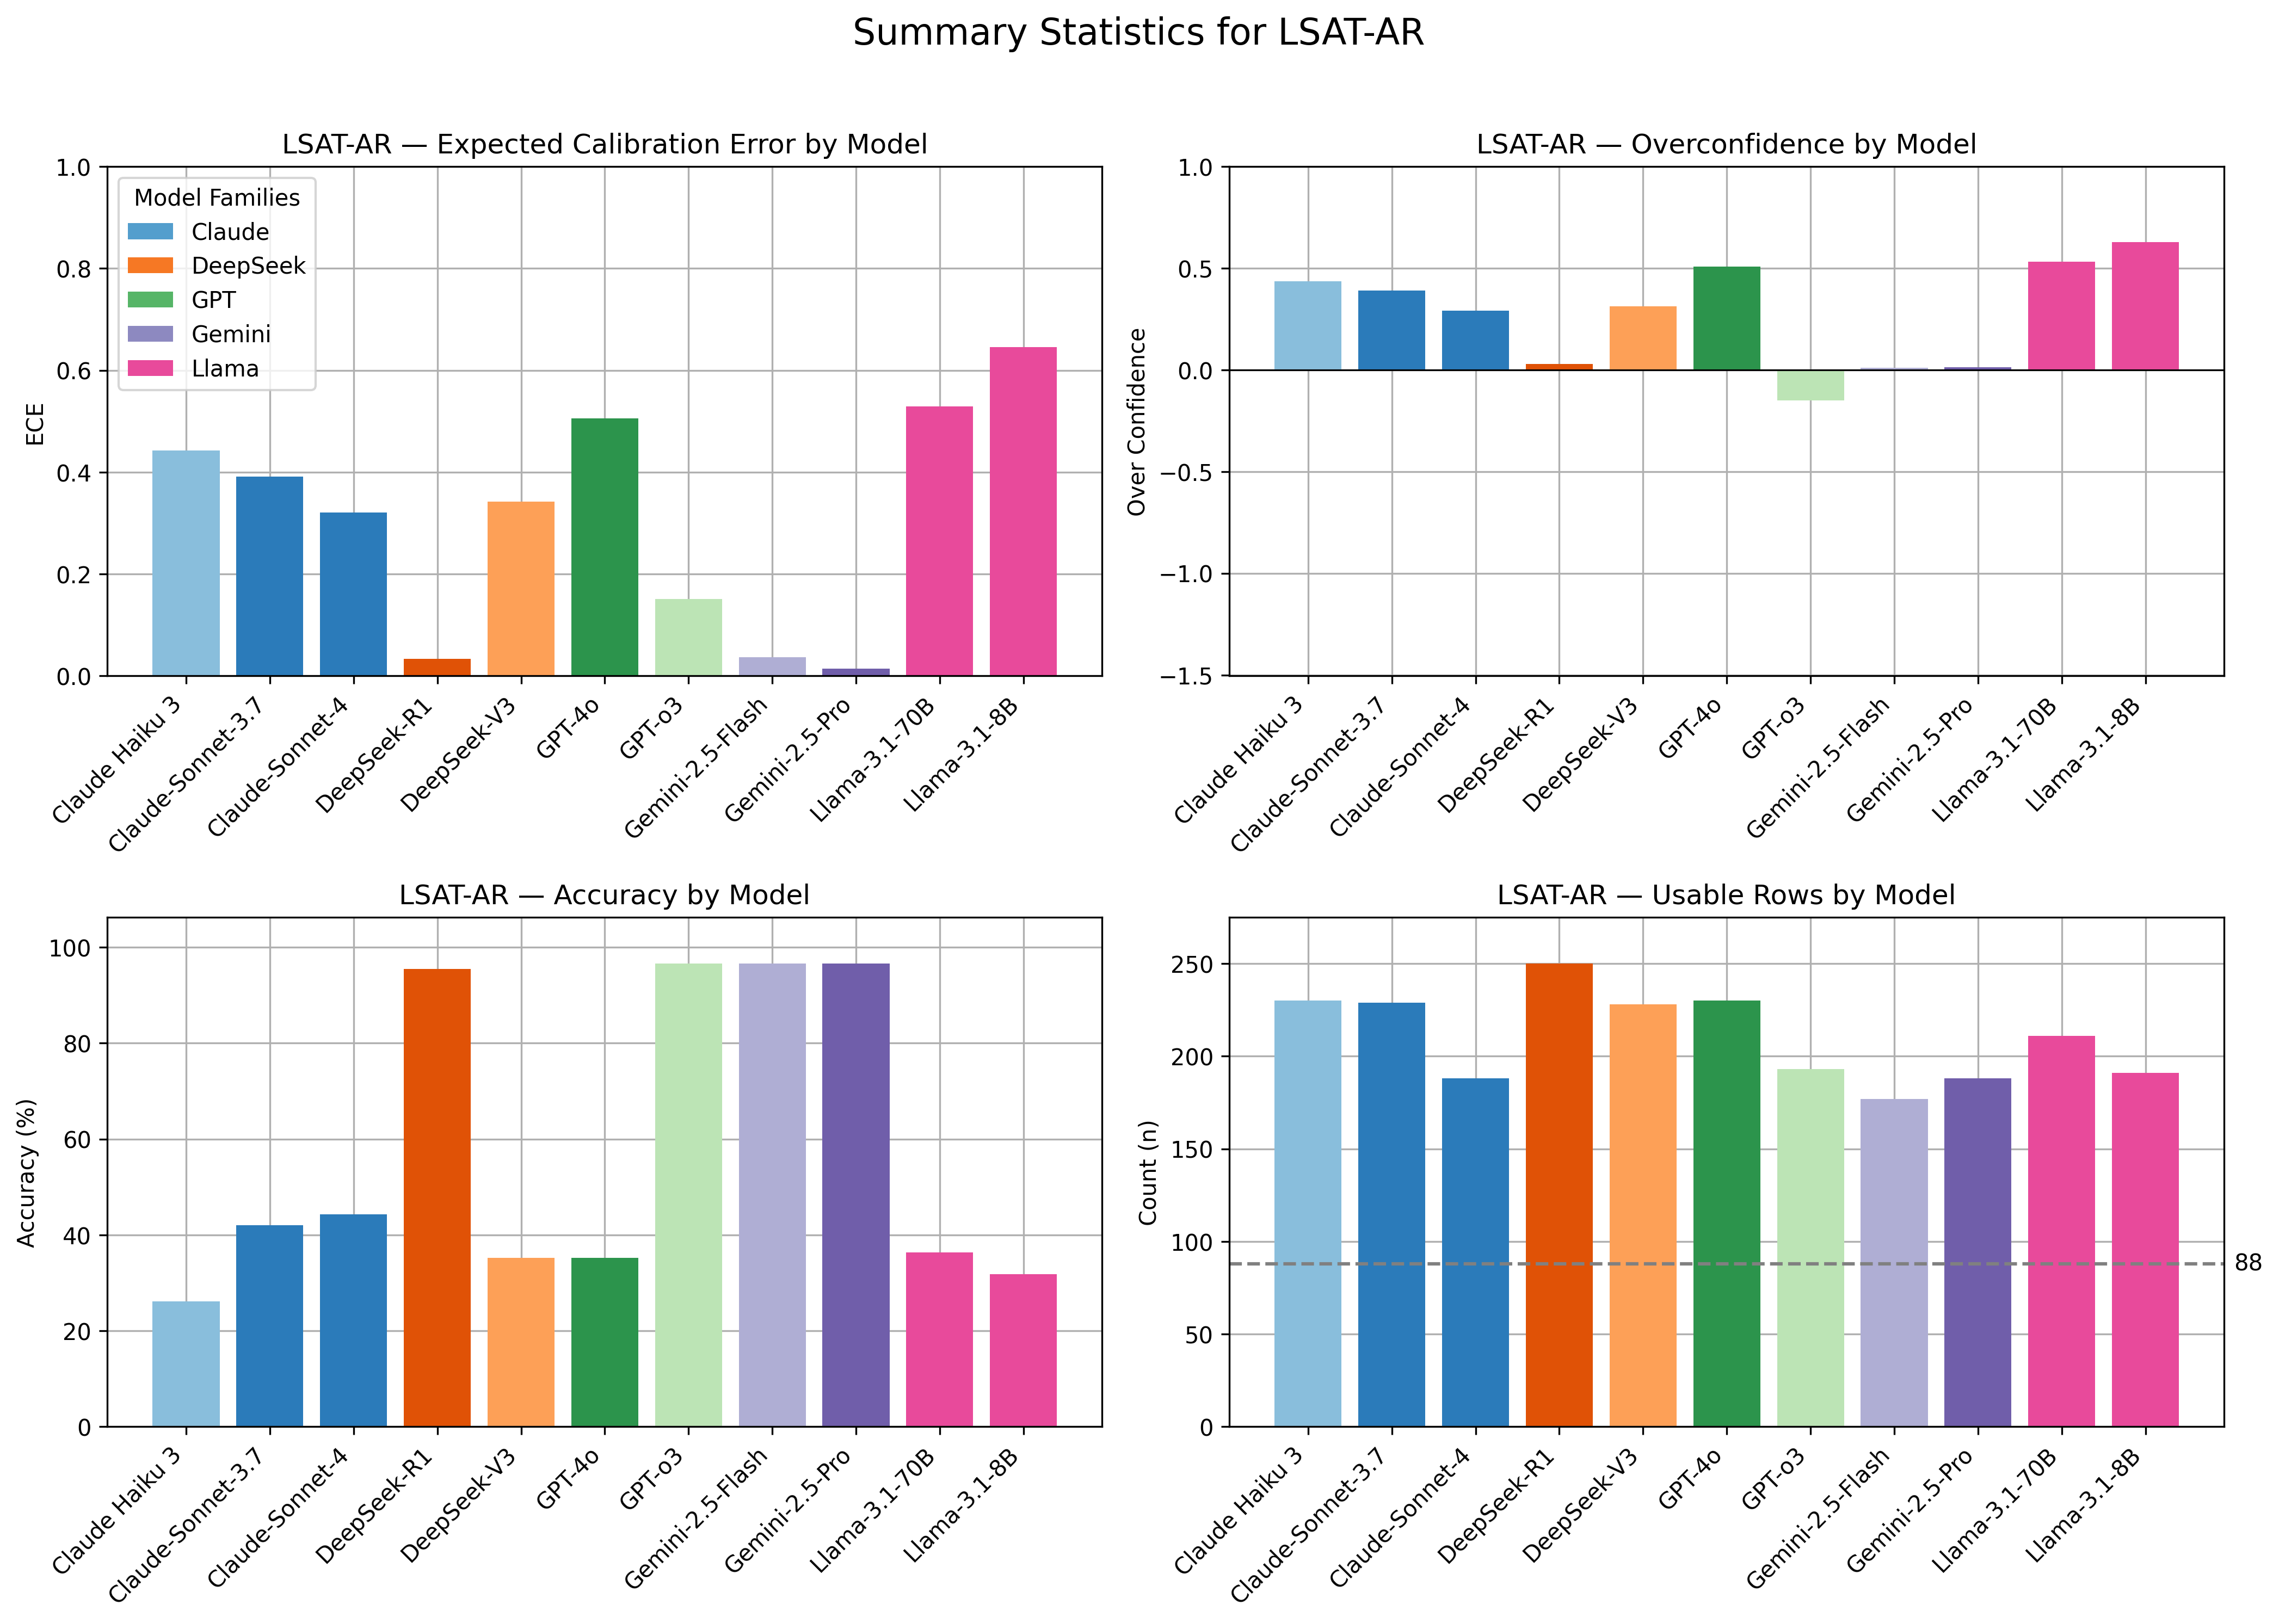 Summary Statistics for LSAT-AR
LSAT-AR — Expected Calibration Error by Model
ECE
1.0
0.8
0.6
0.4
0.2
0.0
Model Families
Claude
DeepSeek
GPT
Gemini
Llama
Claude Haiku 3
Claude-Sonnet-3.7
Claude-Sonnet-4
DeepSeek-R1
DeepSeek-V3
GPT-4o
GPT-o3
Gemini-2.5-Flash
Gemini-2.5-Pro
Llama-3.1-70B
Llama-3.1-8B
LSAT-AR — Overconfidence by Model
Over Confidence
1.0
0.5
0.0
−0.5
−1.0
−1.5
Claude Haiku 3
Claude-Sonnet-3.7
Claude-Sonnet-4
DeepSeek-R1
DeepSeek-V3
GPT-4o
GPT-o3
Gemini-2.5-Flash
Gemini-2.5-Pro
Llama-3.1-70B
Llama-3.1-8B
LSAT-AR — Accuracy by Model
Accuracy (%)
100
80
60
40
20
0
Claude Haiku 3
Claude-Sonnet-3.7
Claude-Sonnet-4
DeepSeek-R1
DeepSeek-V3
GPT-4o
GPT-o3
Gemini-2.5-Flash
Gemini-2.5-Pro
Llama-3.1-70B
Llama-3.1-8B
LSAT-AR — Usable Rows by Model
Count (n)
250
200
150
100
50
0
88
Claude Haiku 3
Claude-Sonnet-3.7
Claude-Sonnet-4
DeepSeek-R1
DeepSeek-V3
GPT-4o
GPT-o3
Gemini-2.5-Flash
Gemini-2.5-Pro
Llama-3.1-70B
Llama-3.1-8B